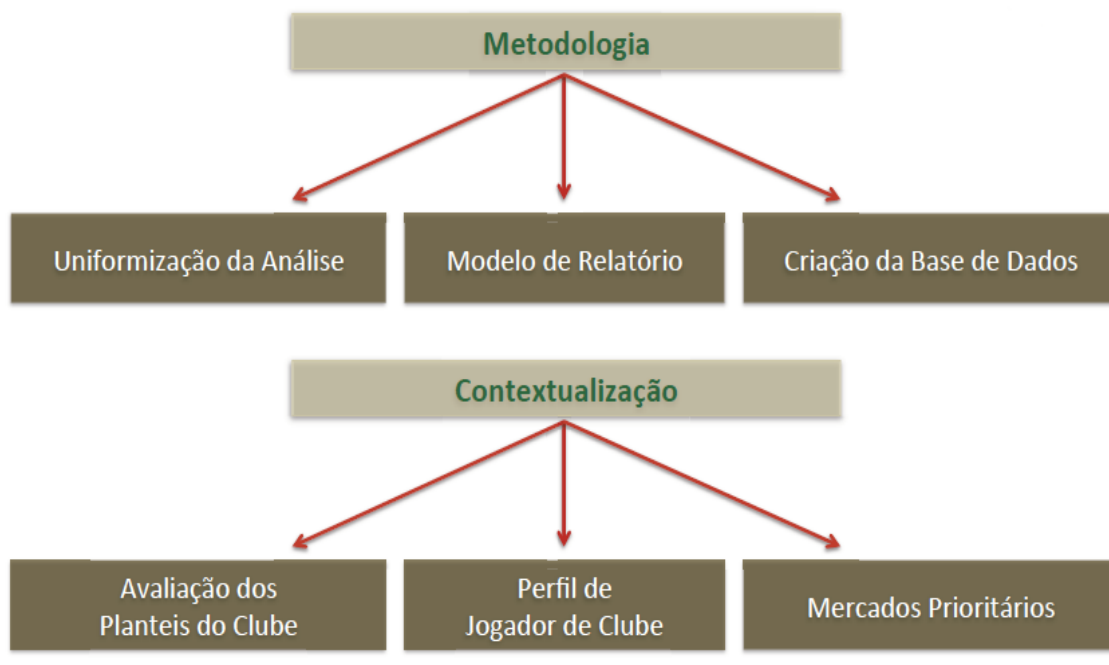 Metodologia
Uniformização da Análise
Modelo de Relatório
Criação da Base de Dados
Contextualização
Avaliação dos
Planteis do Clube
Perfil de
Jogador de Clube
Mercados Prioritários